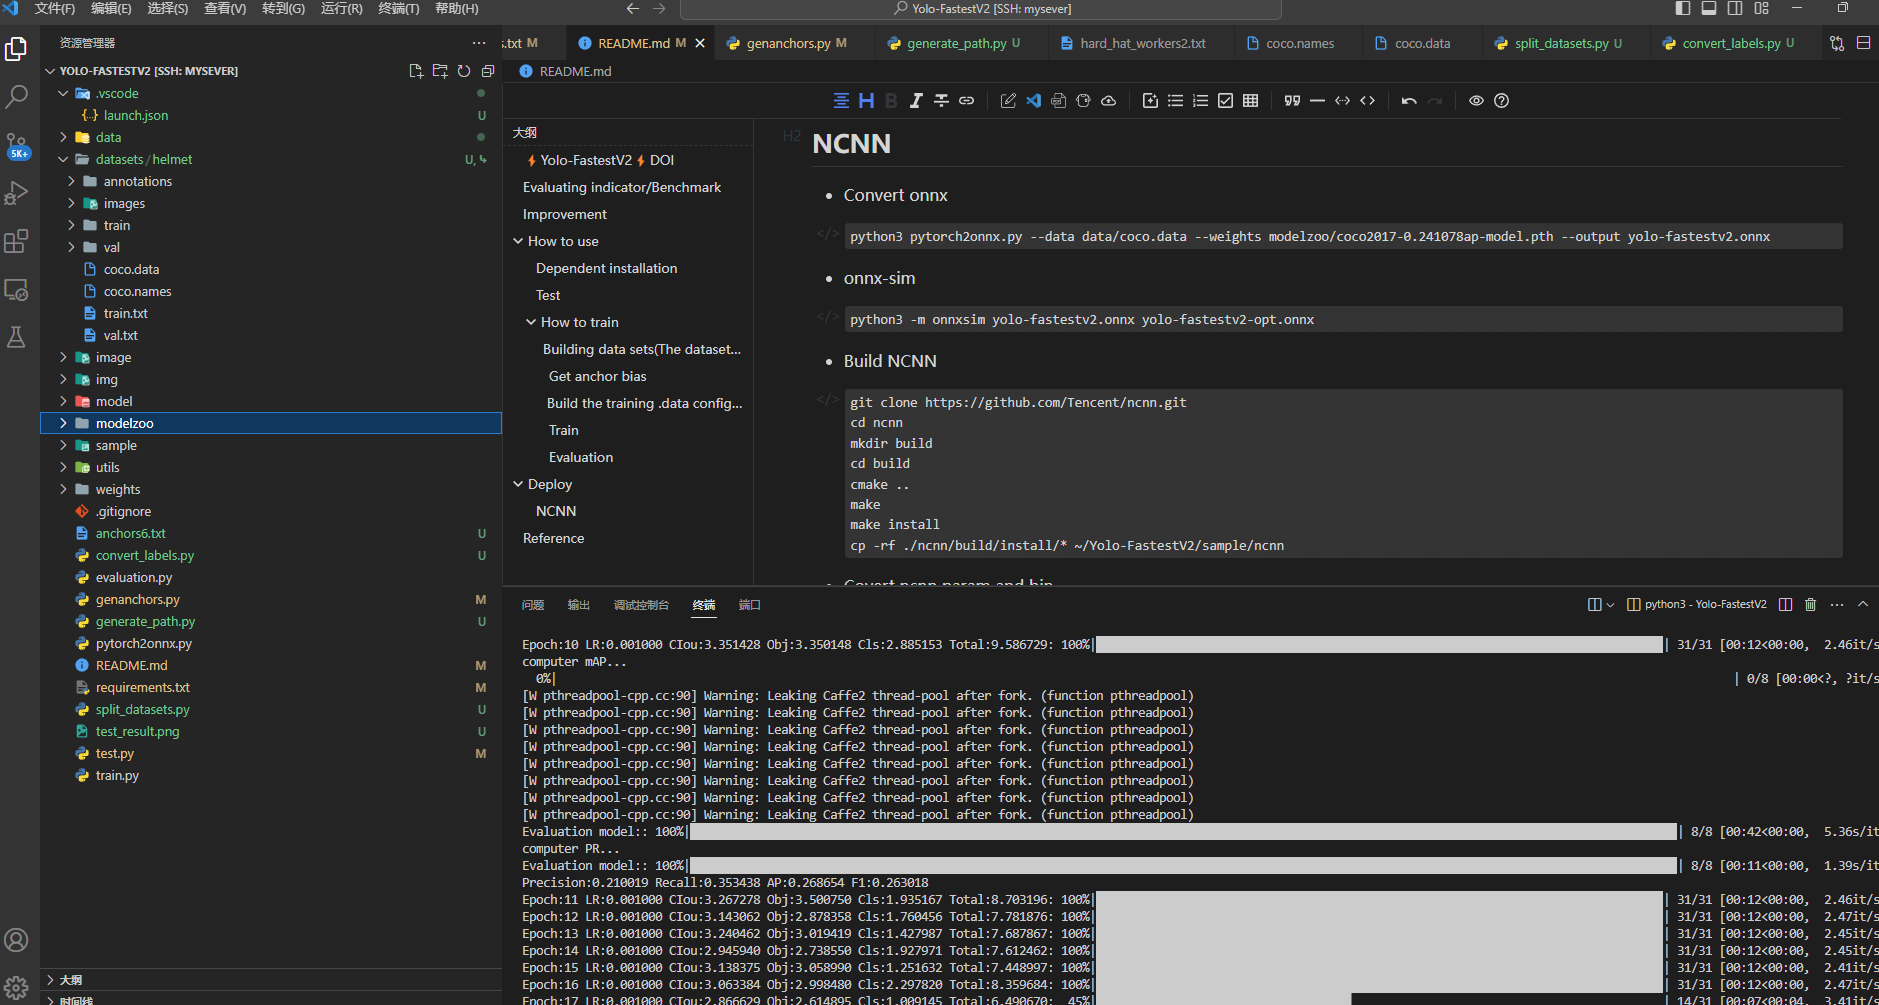 文件(F) 编辑(E) 选择(S) 查看(V) 转到(G) 运行(R) 终端(T) 帮助(H)
Yolo-FastestV2 [SSH: mysever]
资源管理器
s.txt M
README.md M
genanchors.py M
generate_path.py U
hard_hat_workers2.txt
coco.names
coco.data
split_datasets.py U
convert_labels.py U
YOLO-FASTESTV2 [SSH: MYSEVER]
.vscode
launch.json U
data
datasets/helmet U,
annotations
images
train
val
coco.data
coco.names
train.txt
val.txt
image
img
model
modelzoo
sample
utils
weights
.gitignore
anchors6.txt U
convert_labels.py U
evaluation.py
genanchors.py M
generate_path.py U
pytorch2onnx.py
README.md M
requirements.txt M
split_datasets.py U
test_result.png U
test.py M
train.py
大纲
时间线
5K+
README.md
大纲
Yolo-FastestV2 DOI
Evaluating indicator/Benchmark
Improvement
How to use
Dependent installation
Test
How to train
Building data sets(The dataset...
Get anchor bias
Build the training .data config...
Train
Evaluation
Deploy
NCNN
Reference
H2
NCNN
• Convert onnx
python3 pytorch2onnx.py --data data/coco.data --weights modelzoo/coco2017-0.241078ap-model.pth --output yolo-fastestv2.onnx
• onnx-sim
python3 -m onnxsim yolo-fastestv2.onnx yolo-fastestv2-opt.onnx
• Build NCNN
git clone https://github.com/Tencent/ncnn.git
cd ncnn
mkdir build
cd build
cmake ..
make
make install
cp -rf ./ncnn/build/install/* ~/Yolo-FastestV2/sample/ncnn
• Covert ncnn param and bin
问题 输出 调试控制台 终端 端口
python3 - Yolo-FastestV2
Epoch:10 LR:0.001000 CIou:3.351428 Obj:3.350148 Cls:2.885153 Total:9.586729: 100%| | 31/31 [00:12<00:00, 2.46it/s
computer mAP...
0%| | 0/8 [00:00<?, ?it/s
[W pthreadpool-cpp.cc:90] Warning: Leaking Caffe2 thread-pool after fork. (function pthreadpool)
[W pthreadpool-cpp.cc:90] Warning: Leaking Caffe2 thread-pool after fork. (function pthreadpool)
[W pthreadpool-cpp.cc:90] Warning: Leaking Caffe2 thread-pool after fork. (function pthreadpool)
[W pthreadpool-cpp.cc:90] Warning: Leaking Caffe2 thread-pool after fork. (function pthreadpool)
[W pthreadpool-cpp.cc:90] Warning: Leaking Caffe2 thread-pool after fork. (function pthreadpool)
[W pthreadpool-cpp.cc:90] Warning: Leaking Caffe2 thread-pool after fork. (function pthreadpool)
[W pthreadpool-cpp.cc:90] Warning: Leaking Caffe2 thread-pool after fork. (function pthreadpool)
[W pthreadpool-cpp.cc:90] Warning: Leaking Caffe2 thread-pool after fork. (function pthreadpool)
Evaluation model:: 100%| | 8/8 [00:42<00:00, 5.36s/it
computer PR...
Evaluation model:: 100%| | 8/8 [00:11<00:00, 1.39s/it
Precision:0.210019 Recall:0.353438 AP:0.268654 F1:0.263018
Epoch:11 LR:0.001000 CIou:3.267278 Obj:3.500750 Cls:1.935167 Total:8.703196: 100%| | 31/31 [00:12<00:00, 2.46it/s
Epoch:12 LR:0.001000 CIou:3.143062 Obj:2.878358 Cls:1.760456 Total:7.781876: 100%| | 31/31 [00:12<00:00, 2.47it/s
Epoch:13 LR:0.001000 CIou:3.240462 Obj:3.019419 Cls:1.427987 Total:7.687867: 100%| | 31/31 [00:12<00:00, 2.45it/s
Epoch:14 LR:0.001000 CIou:2.945940 Obj:2.738550 Cls:1.927971 Total:7.612462: 100%| | 31/31 [00:12<00:00, 2.45it/s
Epoch:15 LR:0.001000 CIou:3.138375 Obj:3.058990 Cls:1.251632 Total:7.448997: 100%| | 31/31 [00:12<00:00, 2.41it/s
Epoch:16 LR:0.001000 CIou:3.063384 Obj:2.998480 Cls:2.297820 Total:8.359684: 100%| | 31/31 [00:12<00:00, 2.46it/s
Epoch:17 LR:0.001000 CIou:2.866629 Obj:2.614895 Cls:1.009145 Total:6.490670: 45%| | 14/31 [00:07<00:04, 3.41it/s